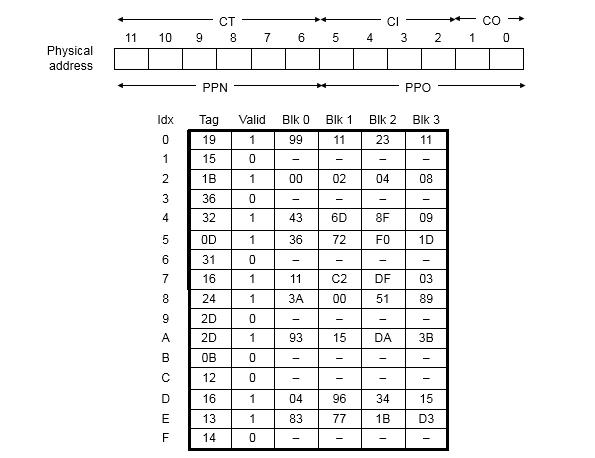 CT CI CO
11 10 9 8 7 6 5 4 3 2 1 0
Physical
address
PPN PPO
Idx Tag Valid Blk 0 Blk 1 Blk 2 Blk 3
0 19 1 99 11 23 11
1 15 0 – – – –
2 1B 1 00 02 04 08
3 36 0 – – – –
4 32 1 43 6D 8F 09
5 0D 1 36 72 F0 1D
6 31 0 – – – –
7 16 1 11 C2 DF 03
8 24 1 3A 00 51 89
9 2D 0 – – – –
A 2D 1 93 15 DA 3B
B 0B 0 – – – –
C 12 0 – – – –
D 16 1 04 96 34 15
E 13 1 83 77 1B D3
F 14 0 – – – –